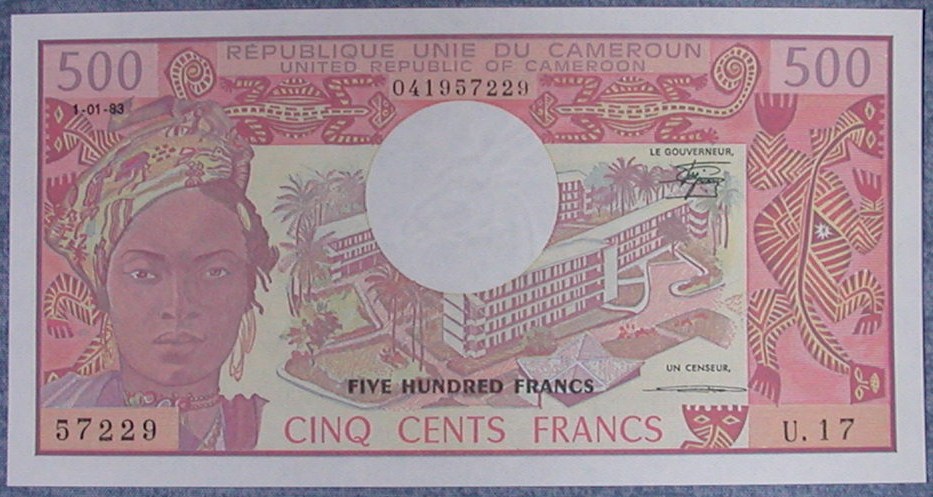 500
RÉPUBLIQUE UNIE DU CAMEROUN
UNITED REPUBLIC OF CAMEROON
500
041957229
1-01-83
LE GOUVERNEUR,
UN CENSEUR,
FIVE HUNDRED FRANCS
CINQ CENTS FRANCS
57229
U.17